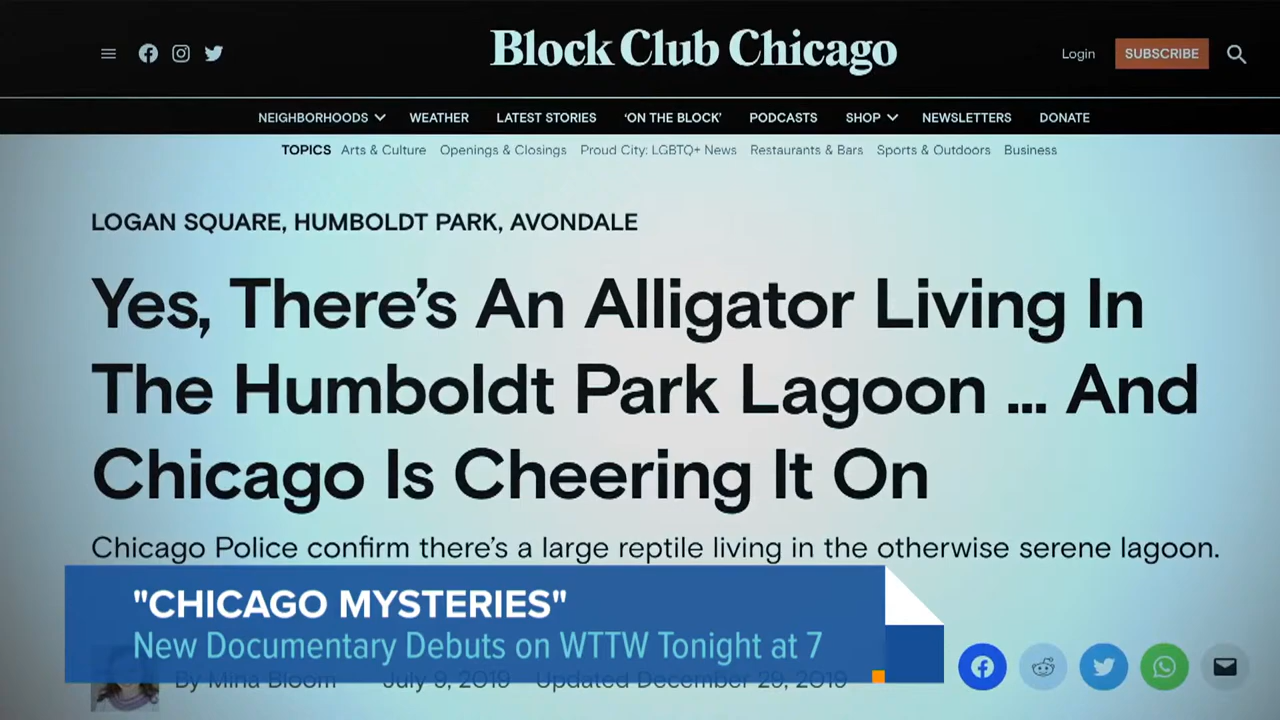 Block Club Chicago
Login
SUBSCRIBE
NEIGHBORHOODS WEATHER LATEST STORIES ‘ON THE BLOCK’ PODCASTS SHOP NEWSLETTERS DONATE
TOPICS Arts & Culture Openings & Closings Proud City: LGBTQ+ News Restaurants & Bars Sports & Outdoors Business
LOGAN SQUARE, HUMBOLDT PARK, AVONDALE
Yes, There’s An Alligator Living In
The Humboldt Park Lagoon ... And
Chicago Is Cheering It On
Chicago Police confirm there’s a large reptile living in the otherwise serene lagoon.
"CHICAGO MYSTERIES"
New Documentary Debuts on WTTW Tonight at 7
By Mina Bloom July 9, 2019 Updated December 29, 2019